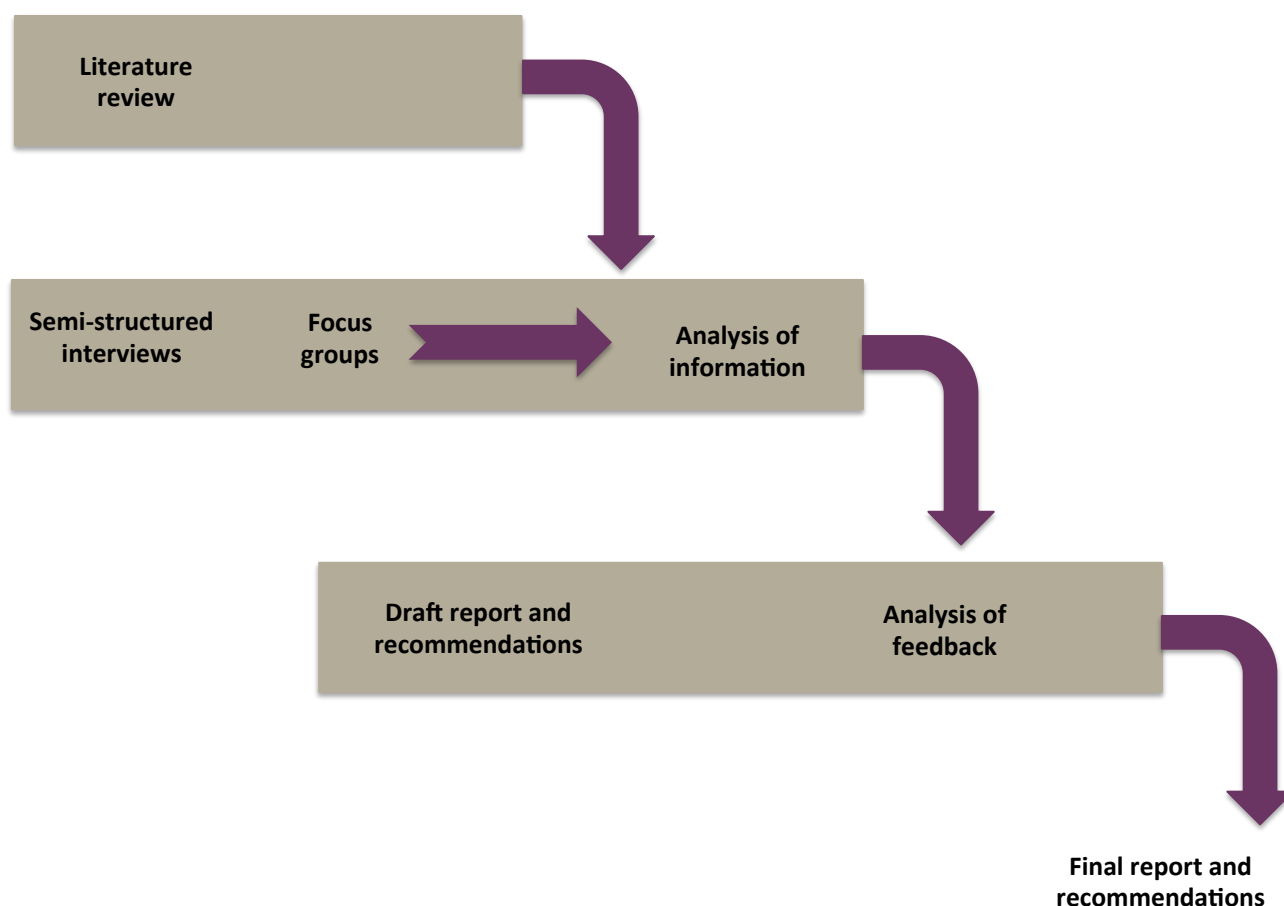 Literature
review
Semi-structured
interviews
Focus
groups
Analysis of
information
Draft report and
recommendations
Analysis of
feedback
Final report and
recommendations